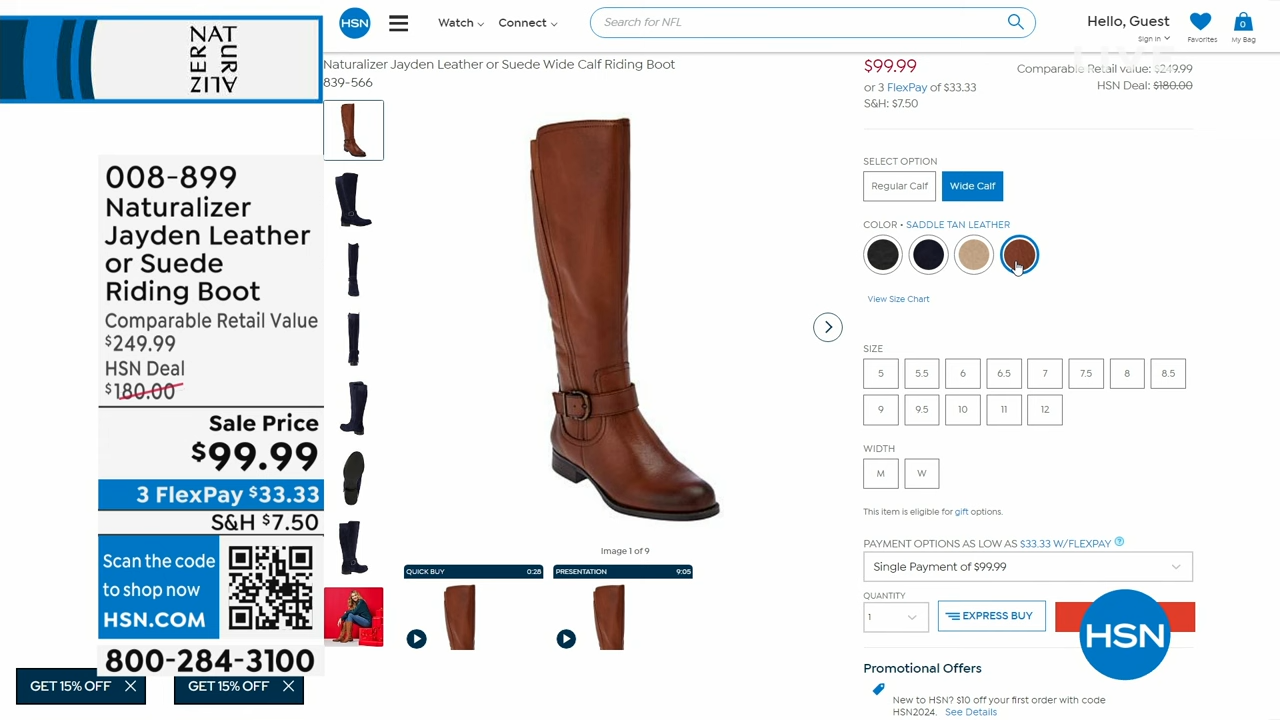 NAT
URAL
IZER
008-899
Naturalizer
Jayden Leather
or Suede
Riding Boot
Comparable Retail Value
$249.99
HSN Deal
$180.00
Sale Price
$99.99
3 FlexPay $33.33
S&H $7.50
Scan the code
to shop now
HSN.COM
800-284-3100
GET 15% OFF
GET 15% OFF
HSN
Watch
Connect
Search for NFL
Hello, Guest
Sign in
Favorites
0
My Bag
LIVE
Naturalizer Jayden Leather or Suede Wide Calf Riding Boot
839-566
Image 1 of 9
QUICK BUY 0:28
PRESENTATION 9:05
$99.99
or 3 FlexPay of $33.33
S&H: $7.50
Comparable Retail Value: $249.99
HSN Deal: $180.00
SELECT OPTION
Regular Calf Wide Calf
COLOR • SADDLE TAN LEATHER
View Size Chart
SIZE
5 5.5 6 6.5 7 7.5 8 8.5
9 9.5 10 11 12
WIDTH
M W
This item is eligible for gift options.
PAYMENT OPTIONS AS LOW AS $33.33 W/FLEXPAY ?
Single Payment of $99.99
QUANTITY
1
EXPRESS BUY
HSN
Promotional Offers
New to HSN? $10 off your first order with code
HSN2024. See Details